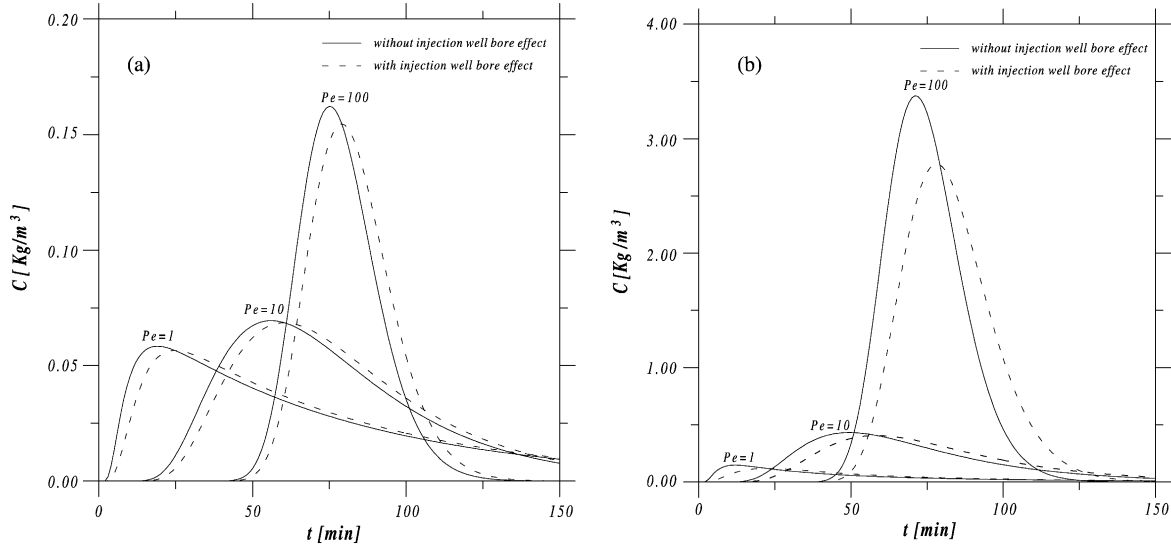 0.20
0.15
0.10
0.05
0.00
C [ Kg/m³ ]
(a)
without injection well bore effect
with injection well bore effect
Pe=100
Pe=10
Pe=1
0
50
100
150
t [min]
4.00
3.00
2.00
1.00
0.00
C [ Kg/m³ ]
(b)
without injection well bore effect
with injection well bore effect
Pe=100
Pe=10
Pe=1
0
50
100
150
t [min]